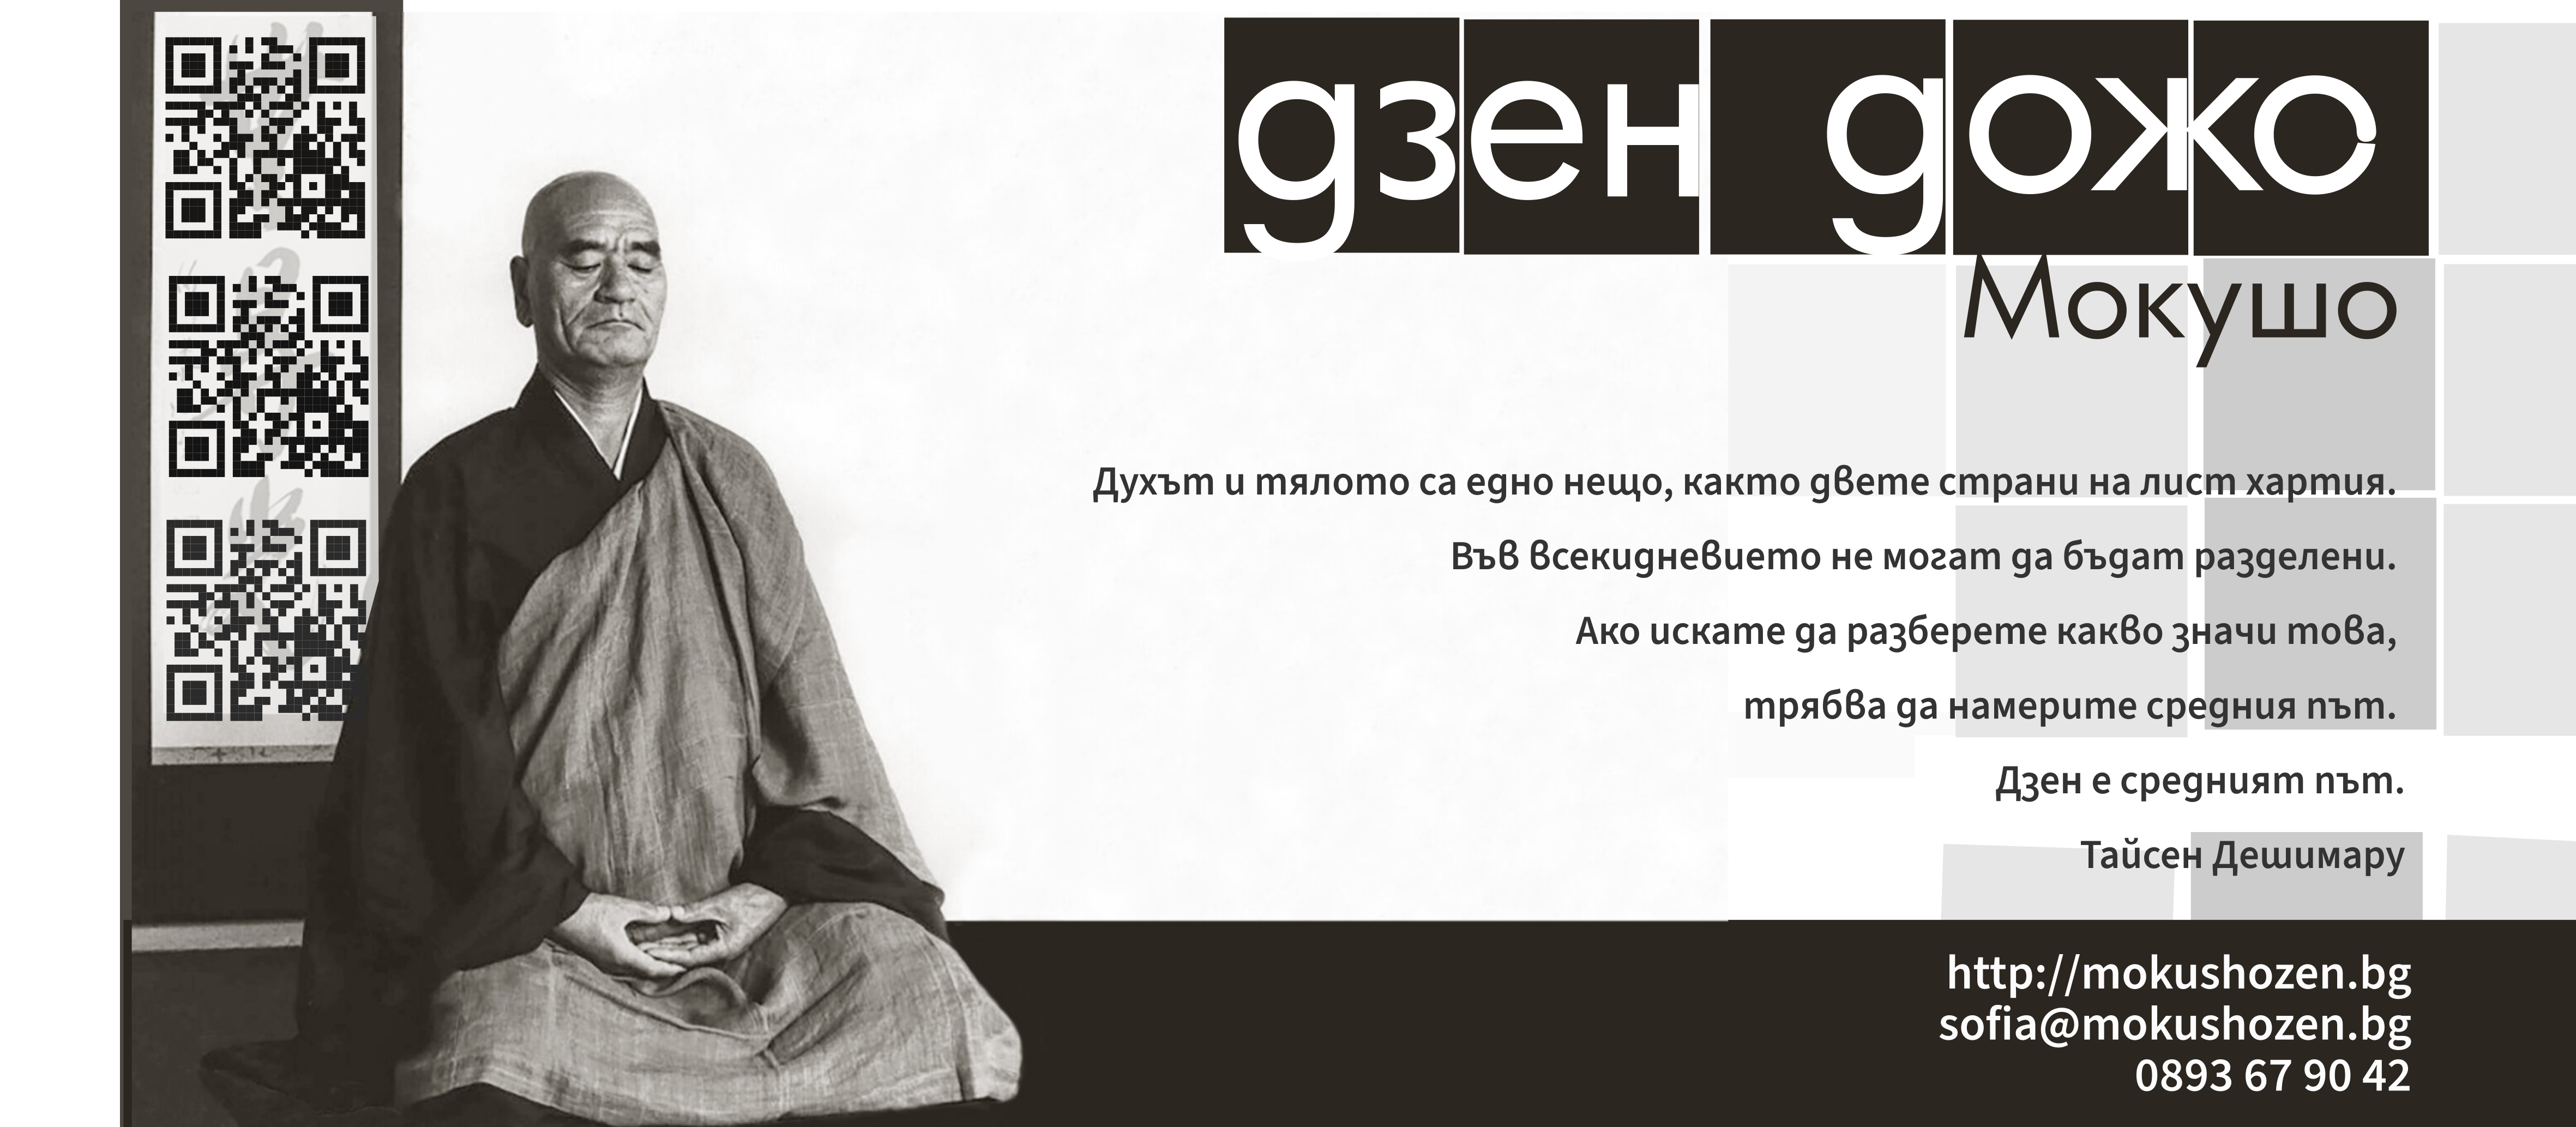 дзен дожо
Мокушо
Духът и тялото са едно нещо, както двете страни на лист хартия.
Във всекидневието не могат да бъдат разделени.
Ако искате да разберете какво значи това,
трябва да намерите средния път.
Дзен е средният път.
Тайсен Дешимару
http://mokushozen.bg
sofia@mokushozen.bg
0893 67 90 42